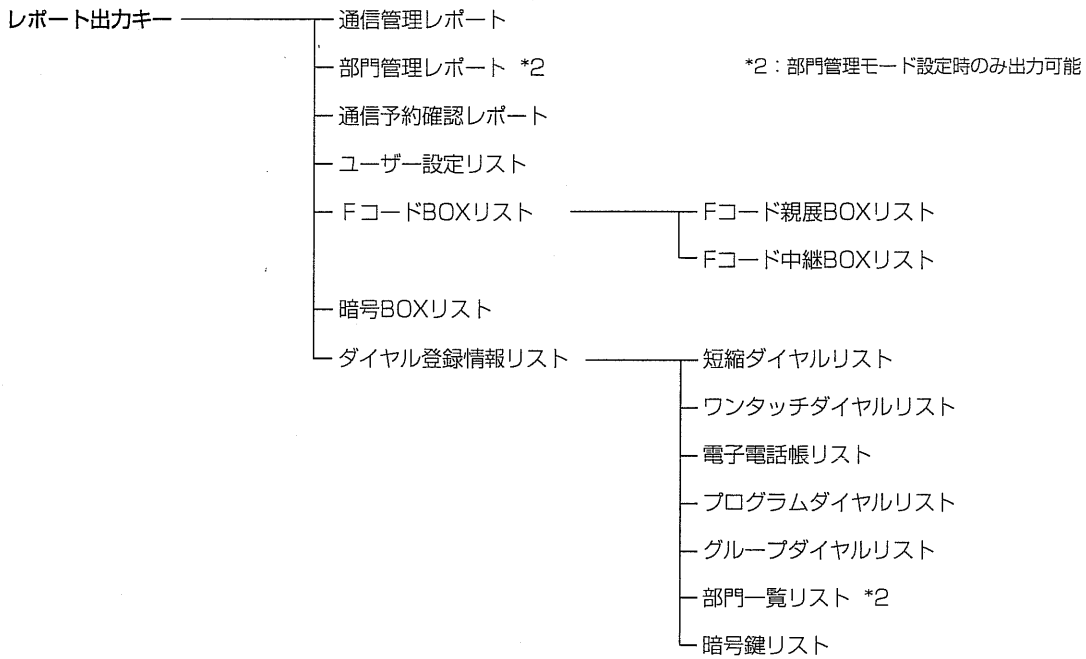 レポート出力キー 通信管理レポート
部門管理レポート *2 *2：部門管理モード設定時のみ出力可能
通信予約確認レポート
ユーザー設定リスト
FコードBOXリスト Fコード親展BOXリスト
Fコード中継BOXリスト
暗号BOXリスト
ダイヤル登録情報リスト 短縮ダイヤルリスト
ワンタッチダイヤルリスト
電子電話帳リスト
プログラムダイヤルリスト
グループダイヤルリスト
部門一覧リスト *2
暗号鍵リスト